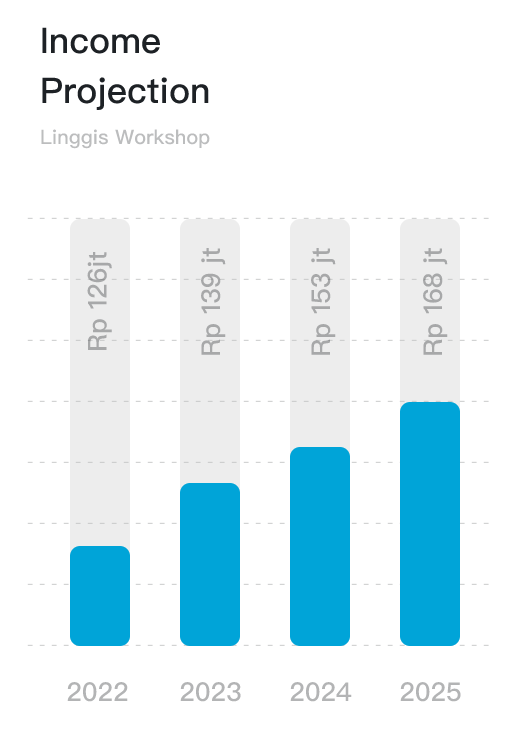 Income
Projection
Linggis Workshop
Rp 126jt
Rp 139 jt
Rp 153 jt
Rp 168 jt
2022
2023
2024
2025